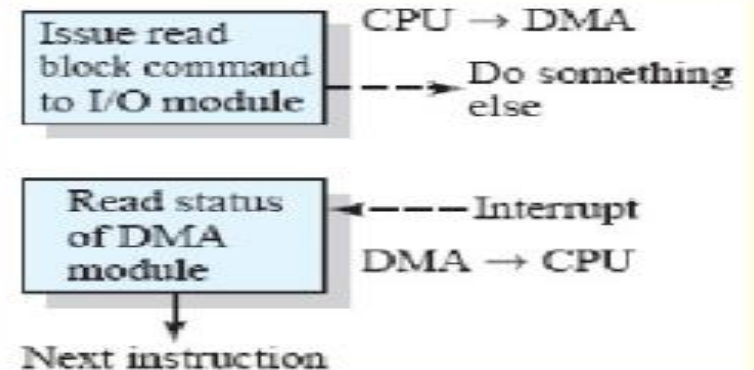 Issue read
block command
to I/O module
CPU → DMA
Do something
else
Read status
of DMA
module
Interrupt
DMA → CPU
Next instruction